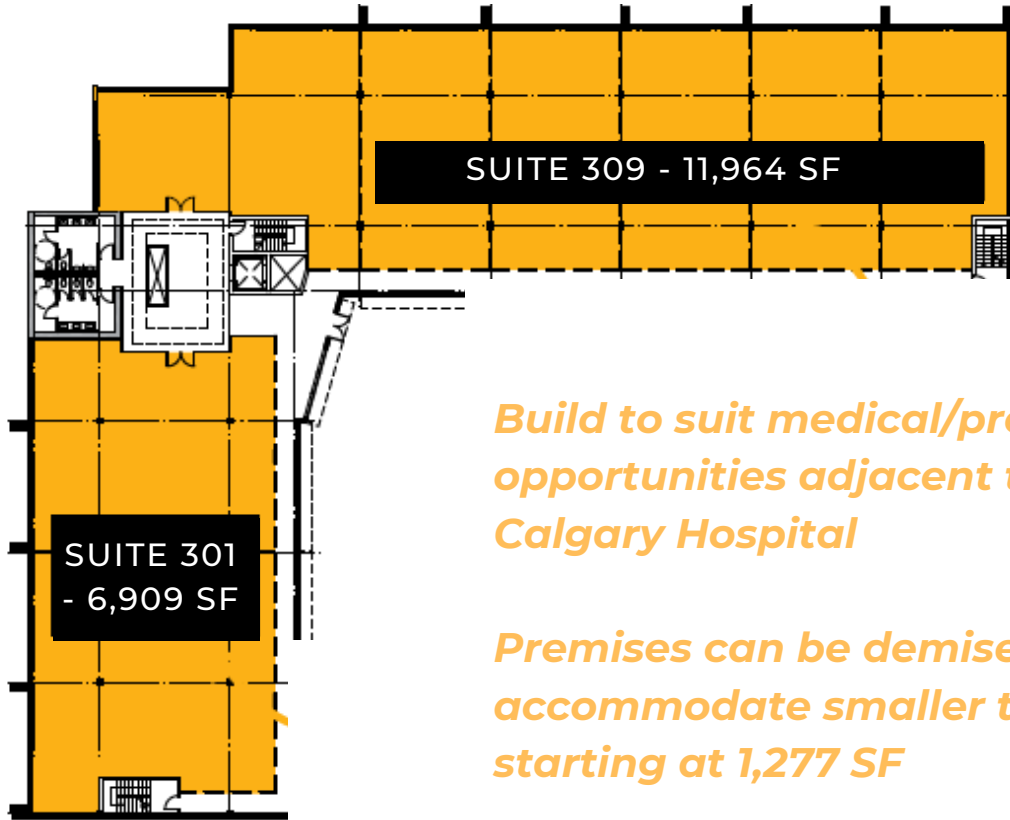 SUITE 309 - 11,964 SF
Build to suit medical/pr
opportunities adjacent
Calgary Hospital
SUITE 301
- 6,909 SF
Premises can be demise
accommodate smaller t
starting at 1,277 SF